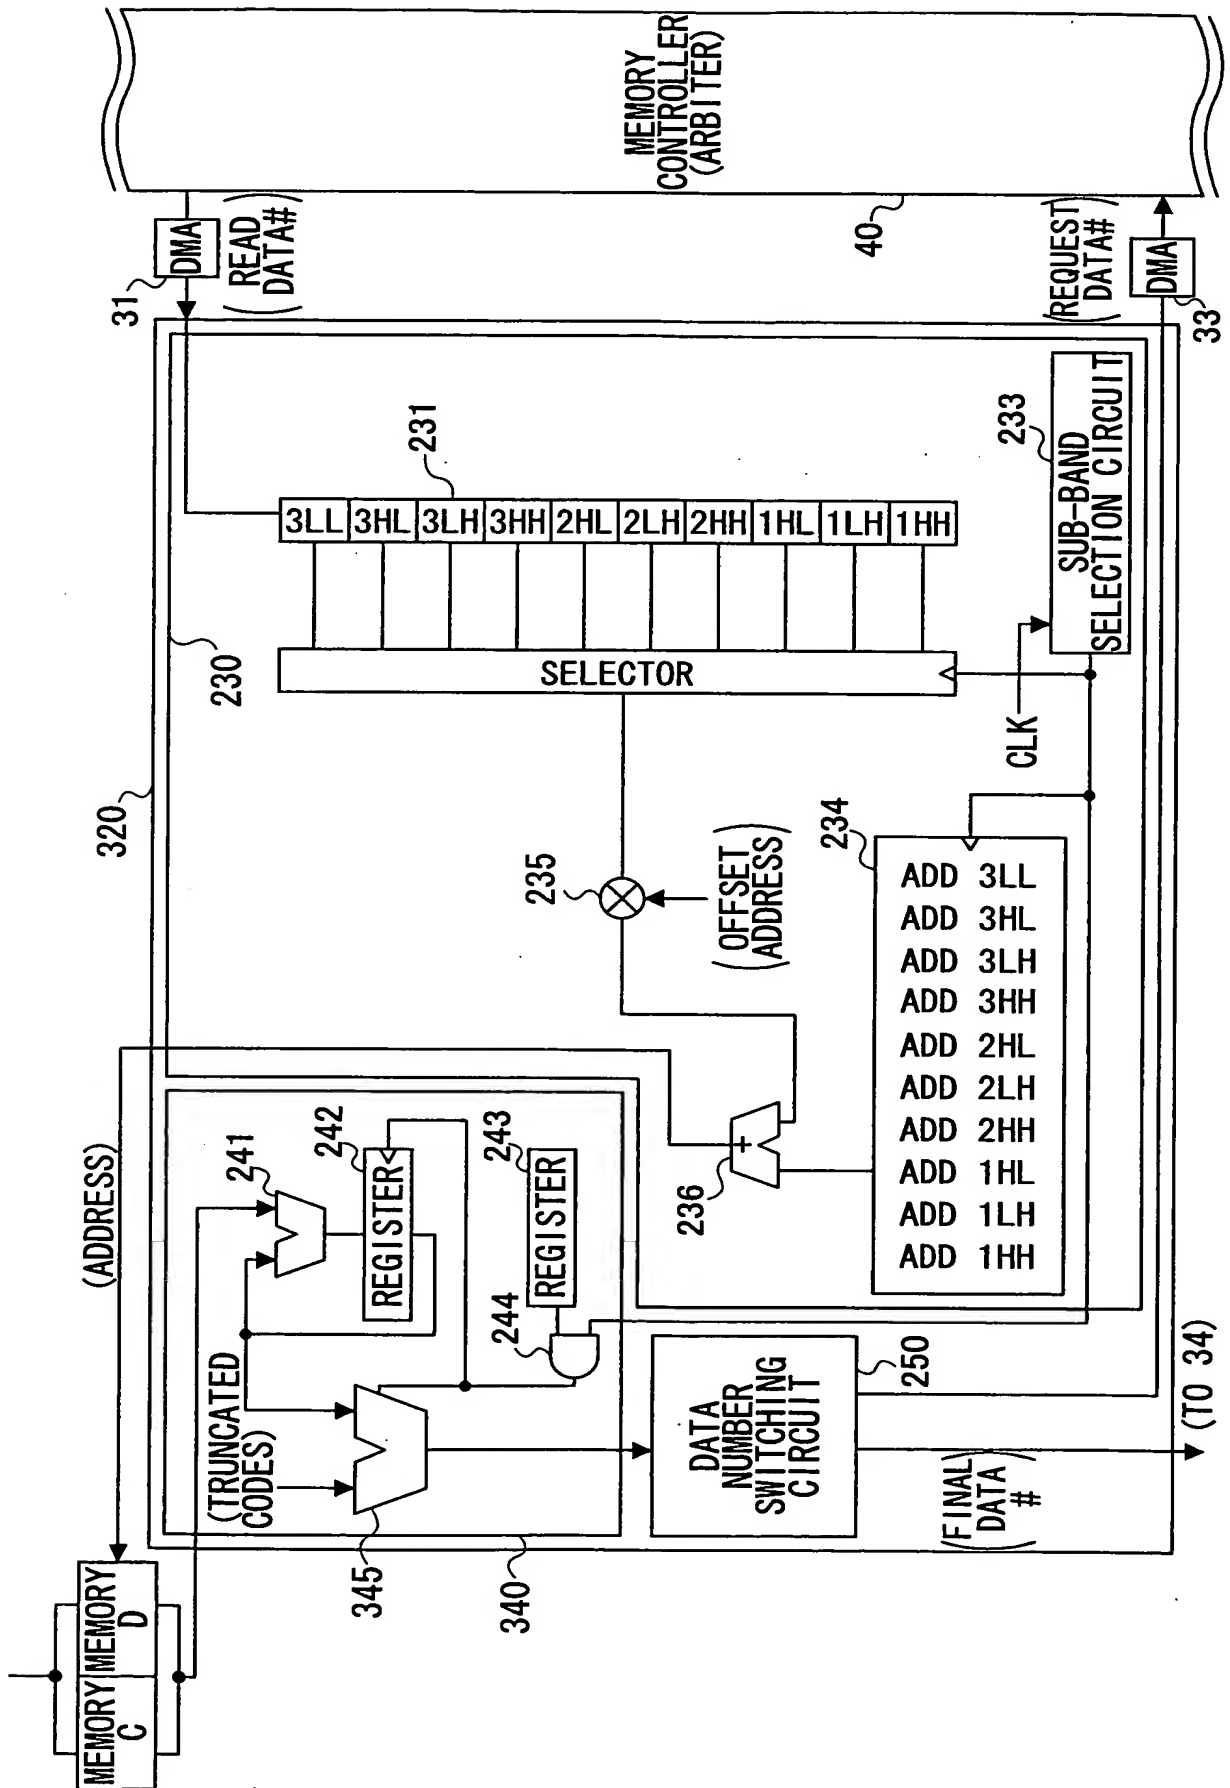 MEMORY
C
MEMORY
D
(ADDRESS)
320
230
31
DMA
(READ
DATA#)
MEMORY
CONTROLLER
(ARBITER)
40
241
242
REGISTER
243
REGISTER
244
(TRUNCATED
CODES)
345
340
231
3LL
3HL
3LH
3HH
2HL
2LH
2HH
1HL
1LH
1HH
SELECTOR
235
(OFFSET
ADDRESS)
236
+
234
ADD 3LL
ADD 3HL
ADD 3LH
ADD 3HH
ADD 2HL
ADD 2LH
ADD 2HH
ADD 1HL
ADD 1LH
ADD 1HH
CLK
233
SUB-BAND
SELECTION CIRCUIT
DATA
NUMBER
SWITCHING
CIRCUIT
250
(FINAL
DATA
#)
(TO 34)
(REQUEST
DATA#)
DMA
33